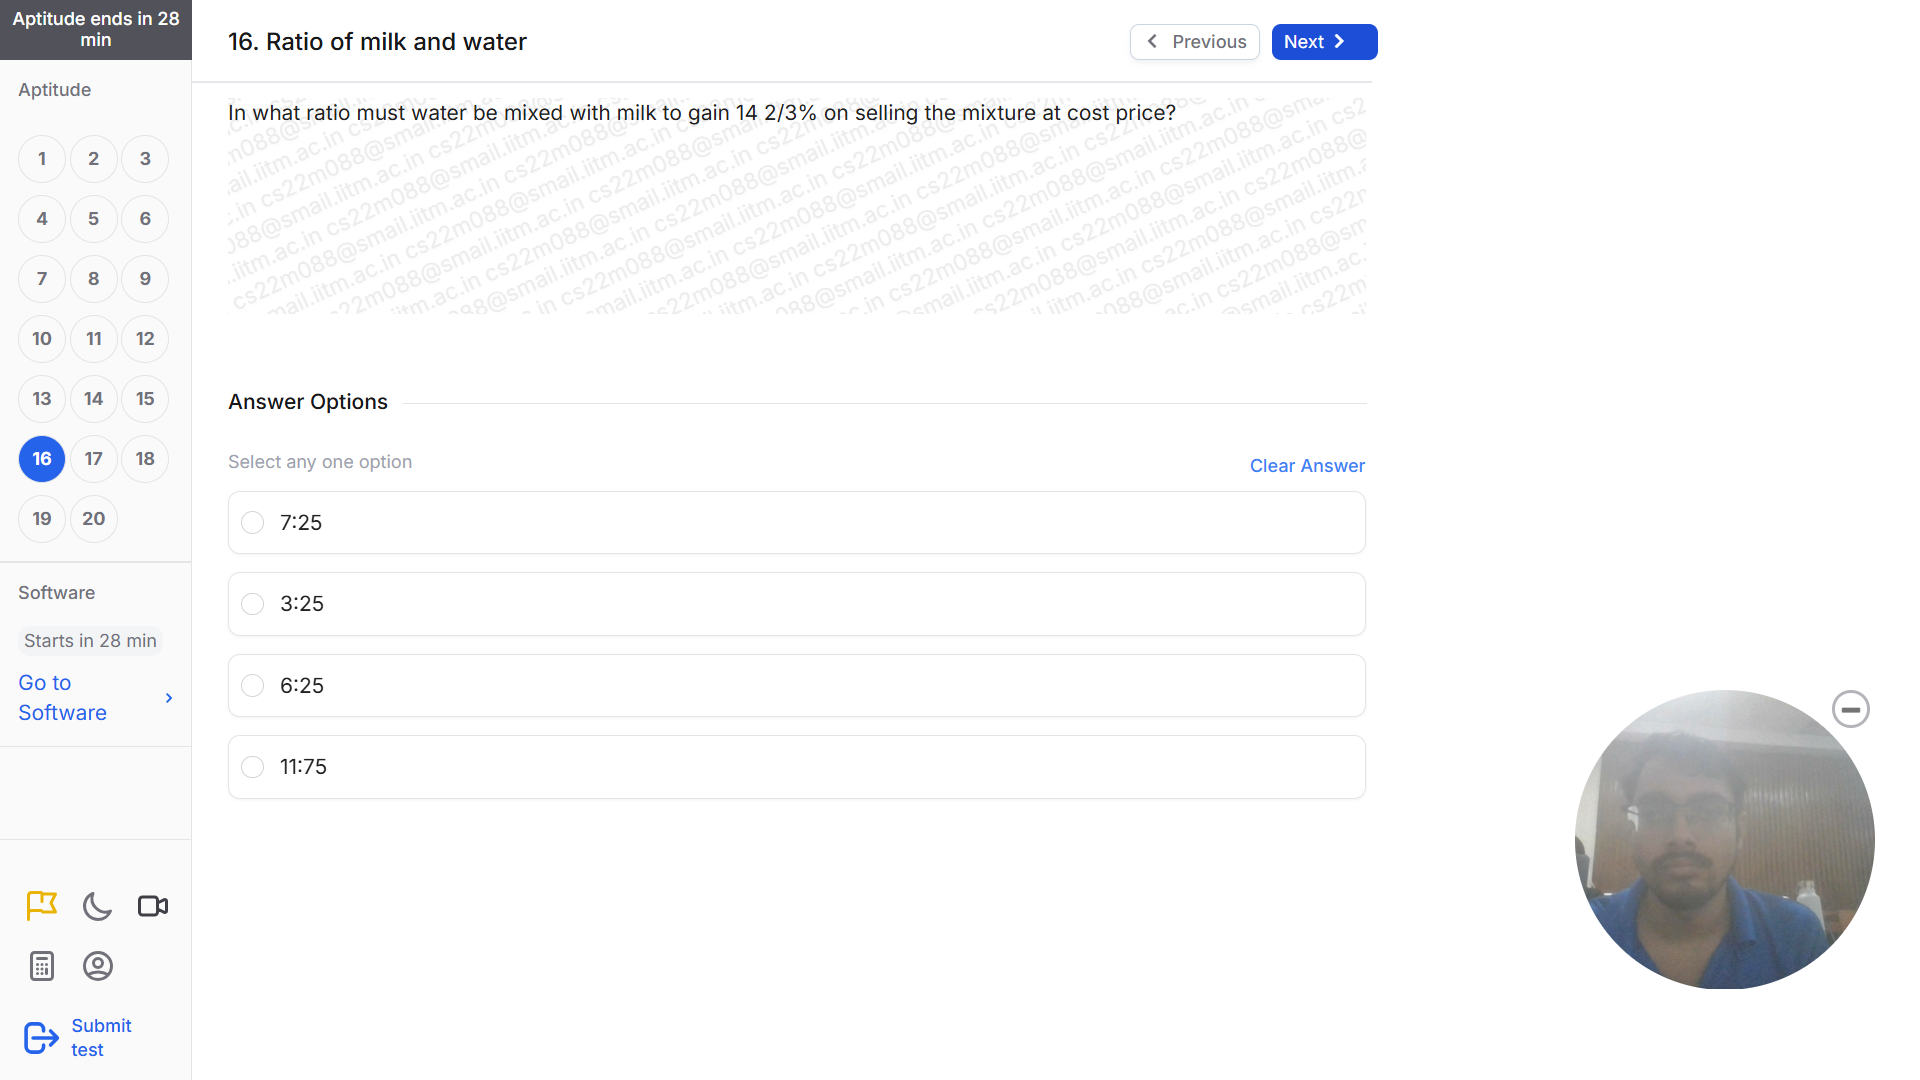 Aptitude ends in 28
min
16. Ratio of milk and water
Previous
Next
Aptitude
In what ratio must water be mixed with milk to gain 14 2/3% on selling the mixture at cost price?
cs22m088@smail.iitm.ac.in
1 2 3
4 5 6
7 8 9
10 11 12
13 14 15
16 17 18
19 20
Answer Options
Select any one option
Clear Answer
7:25
3:25
6:25
11:75
Software
Starts in 28 min
Go to
Software
Submit
test